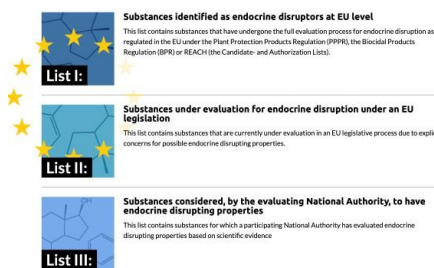 Substances identified as endocrine disruptors at EU level
This list contains substances that have undergone the full evaluation process for endocrine disruption as
regulated in the EU under the Plant Protection Products Regulation (PPPR), the Biocidal Products
Regulation (BPR) or REACH (the Candidate- and Authorization Lists).
List I:
Substances under evaluation for endocrine disruption under an EU
legislation
This list contains substances that are currently under evaluation in an EU legislative process due to expli
concerns for possible endocrine disrupting properties.
List II:
Substances considered, by the evaluating National Authority, to have
endocrine disrupting properties
This list contains substances for which a participating National Authority has evaluated endocrine
disrupting properties based on scientific evidence
OH
List III: